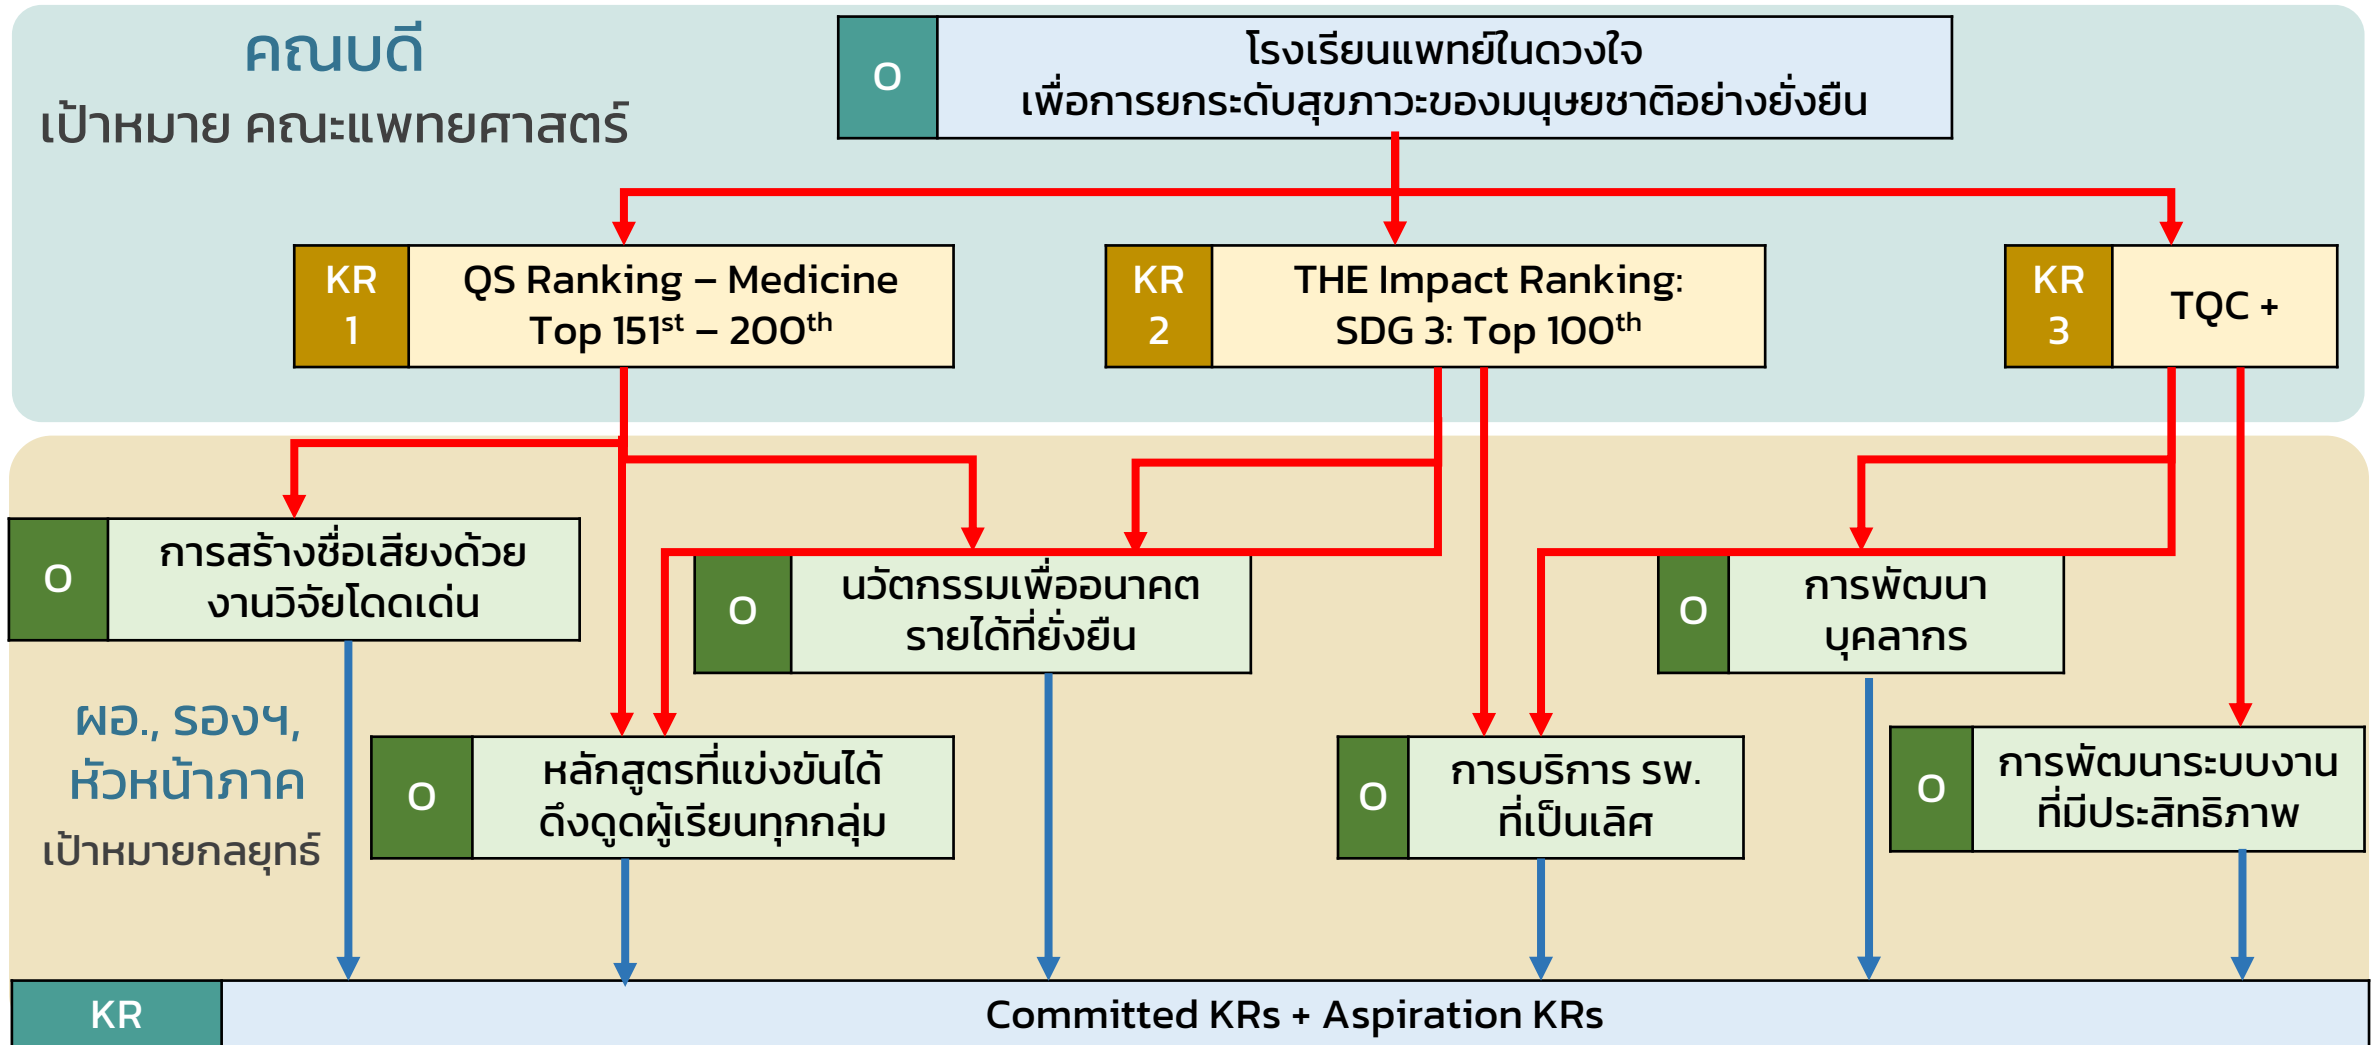 คณบดี
เป้าหมาย คณะแพทยศาสตร์
O
โรงเรียนแพทย์ในดวงใจ
เพื่อการยกระดับสุขภาวะของมนุษยชาติอย่างยั่งยืน
KR
1
QS Ranking – Medicine
Top 151st – 200th
KR
2
THE Impact Ranking:
SDG 3: Top 100th
KR
3
TQC +
O
การสร้างชื่อเสียงด้วย
งานวิจัยโดดเด่น
O
นวัตกรรมเพื่ออนาคต
รายได้ที่ยั่งยืน
O
การพัฒนา
บุคลากร
ผอ., รองฯ,
หัวหน้าภาค
เป้าหมายกลยุทธ์
O
หลักสูตรที่แข่งขันได้
ดึงดูดผู้เรียนทุกกลุ่ม
O
การบริการ รพ.
ที่เป็นเลิศ
O
การพัฒนาระบบงาน
ที่มีประสิทธิภาพ
KR
Committed KRs + Aspiration KRs